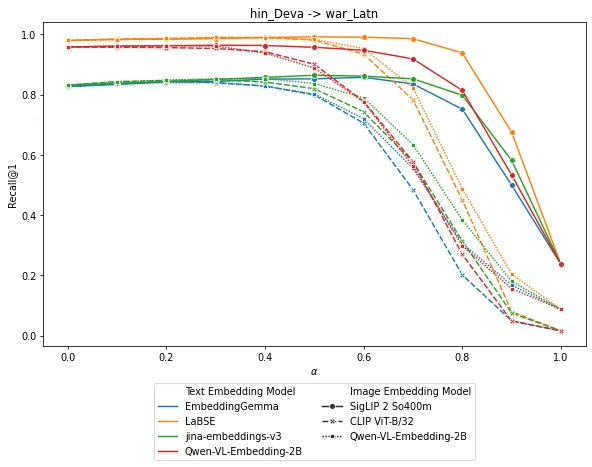 hin_Deva -> war_Latn
1.0
0.8
0.6
0.4
0.2
0.0
Recall@1
0.0 0.2 0.4 0.6 0.8 1.0
α
Text Embedding Model
EmbeddingGemma
LaBSE
jina-embeddings-v3
Qwen-VL-Embedding-2B
Image Embedding Model
SigLIP 2 So400m
CLIP ViT-B/32
Qwen-VL-Embedding-2B